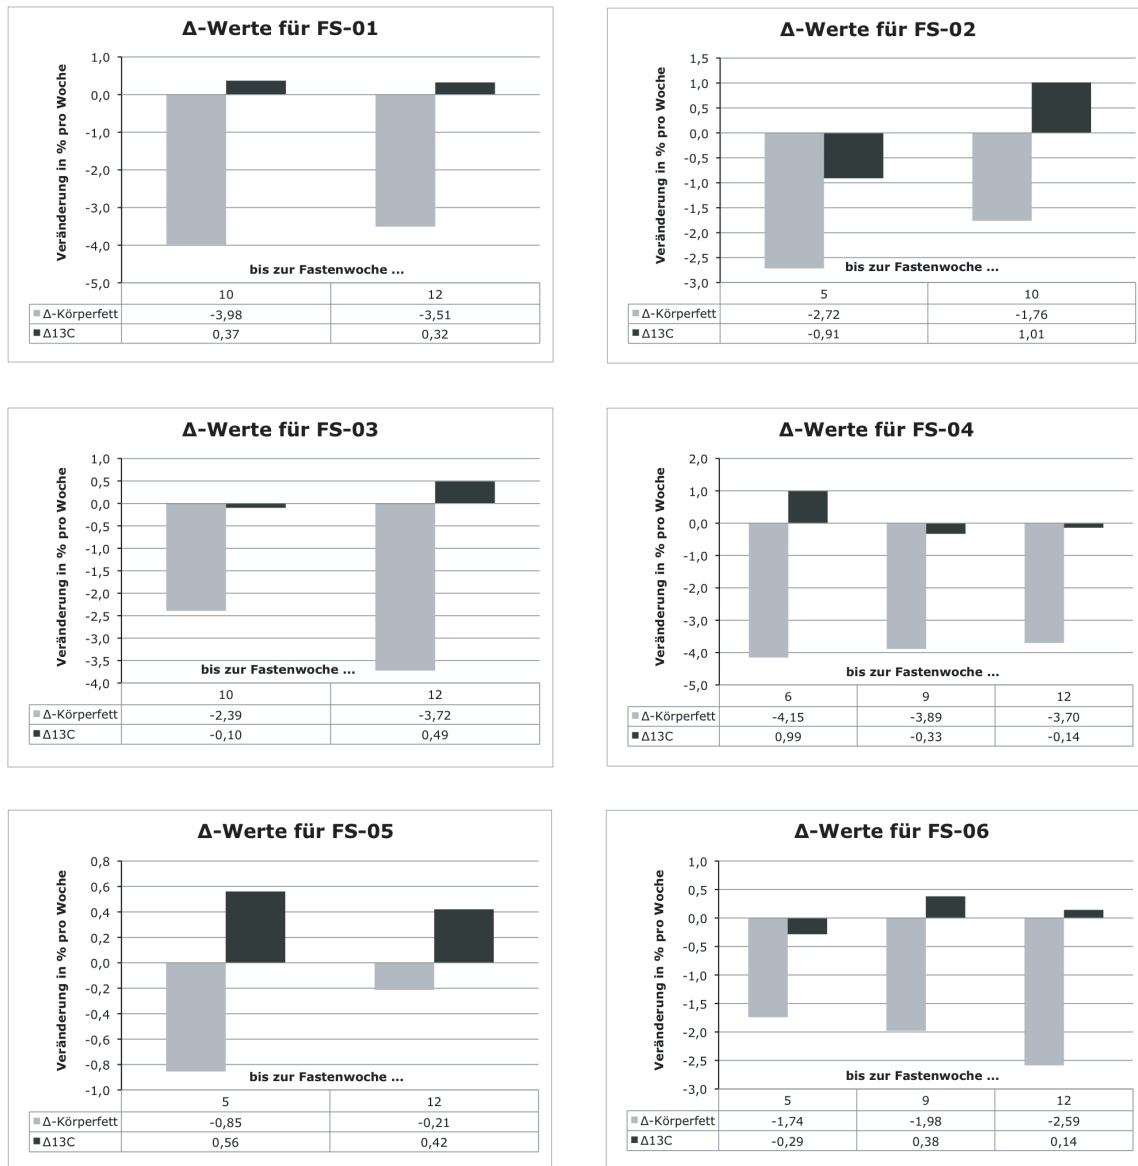 Δ-Werte für FS-01
Veränderung in % pro Woche
1,0
0,0
-1,0
-2,0
-3,0
-4,0
-5,0
bis zur Fastenwoche ...
10 12
Δ-Körperfett -3,98 -3,51
Δ13C 0,37 0,32
Δ-Werte für FS-02
Veränderung in % pro Woche
1,5
1,0
0,5
0,0
-0,5
-1,0
-1,5
-2,0
-2,5
-3,0
bis zur Fastenwoche ...
5 10
Δ-Körperfett -2,72 -1,76
Δ13C -0,91 1,01
Δ-Werte für FS-03
Veränderung in % pro Woche
1,0
0,5
0,0
-0,5
-1,0
-1,5
-2,0
-2,5
-3,0
-3,5
-4,0
bis zur Fastenwoche ...
10 12
Δ-Körperfett -2,39 -3,72
Δ13C -0,10 0,49
Δ-Werte für FS-04
Veränderung in % pro Woche
2,0
1,0
0,0
-1,0
-2,0
-3,0
-4,0
-5,0
bis zur Fastenwoche ...
6 9 12
Δ-Körperfett -4,15 -3,89 -3,70
Δ13C 0,99 -0,33 -0,14
Δ-Werte für FS-05
Veränderung in % pro Woche
0,8
0,6
0,4
0,2
0,0
-0,2
-0,4
-0,6
-0,8
-1,0
bis zur Fastenwoche ...
5 12
Δ-Körperfett -0,85 -0,21
Δ13C 0,56 0,42
Δ-Werte für FS-06
Veränderung in % pro Woche
1,0
0,5
0,0
-0,5
-1,0
-1,5
-2,0
-2,5
-3,0
bis zur Fastenwoche ...
5 9 12
Δ-Körperfett -1,74 -1,98 -2,59
Δ13C -0,29 0,38 0,14